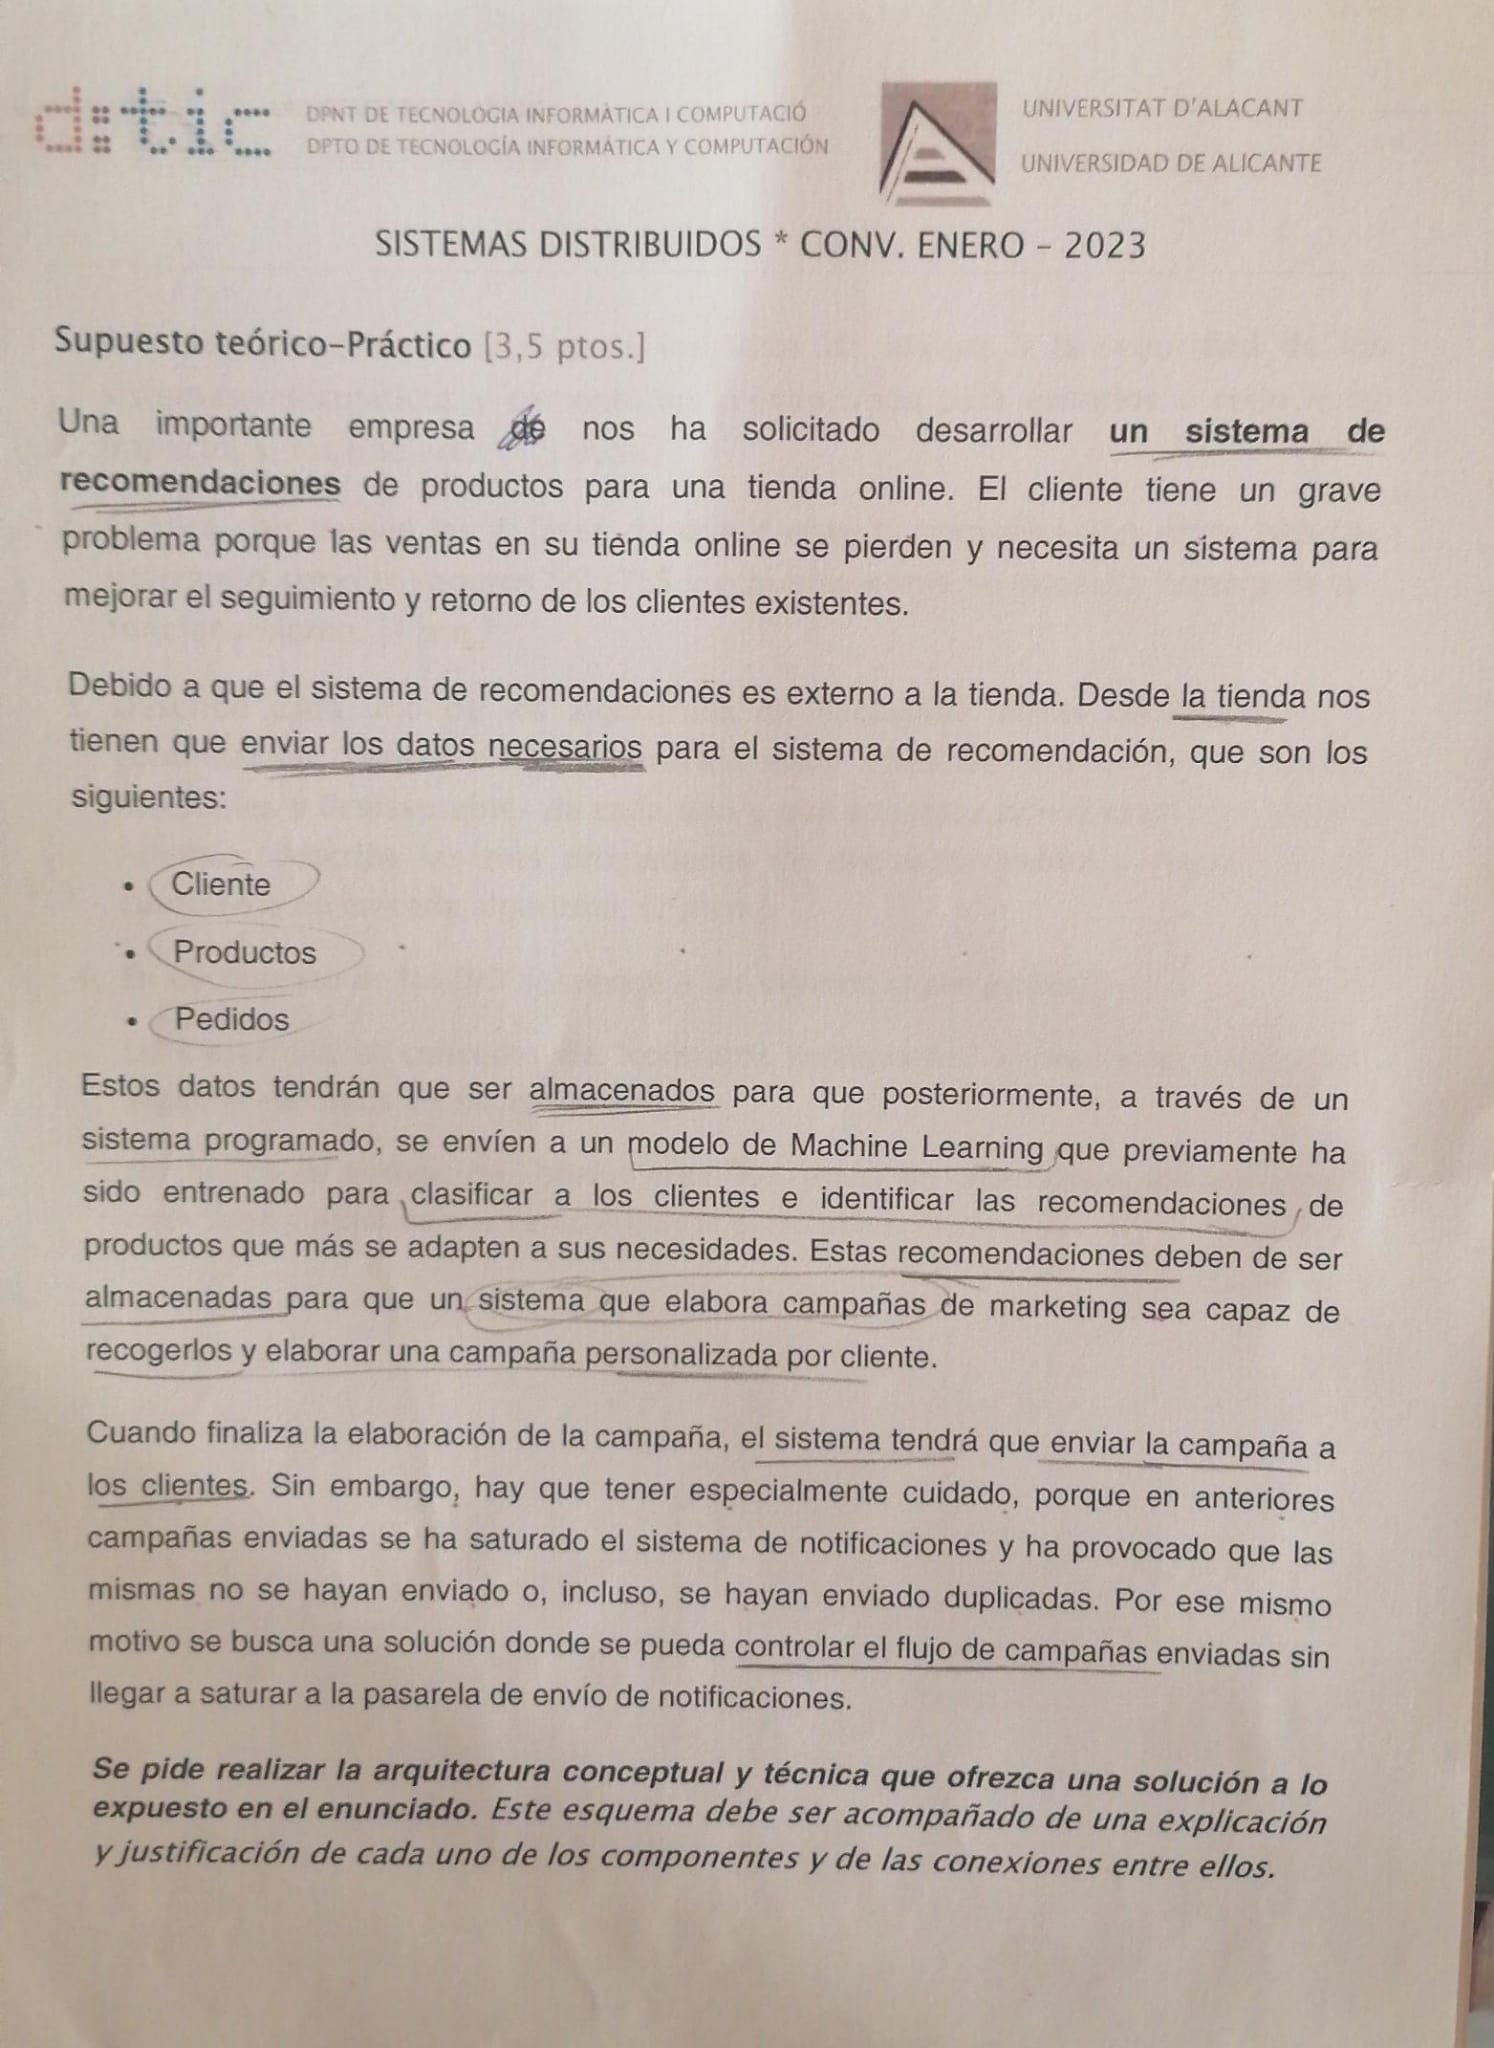 d:tic DPNT DE TECNOLOGIA INFORMÀTICA I COMPUTACIÓ
DPTO DE TECNOLOGÍA INFORMÁTICA Y COMPUTACIÓN
UNIVERSITAT D'ALACANT
UNIVERSIDAD DE ALICANTE
SISTEMAS DISTRIBUIDOS * CONV. ENERO - 2023
Supuesto teórico-Práctico [3,5 ptos.]
Una importante empresa de nos ha solicitado desarrollar un sistema de
recomendaciones de productos para una tienda online. El cliente tiene un grave
problema porque las ventas en su tienda online se pierden y necesita un sistema para
mejorar el seguimiento y retorno de los clientes existentes.
Debido a que el sistema de recomendaciones es externo a la tienda. Desde la tienda nos
tienen que enviar los datos necesarios para el sistema de recomendación, que son los
siguientes:
• Cliente
• Productos
• Pedidos
Estos datos tendrán que ser almacenados para que posteriormente, a través de un
sistema programado, se envíen a un modelo de Machine Learning que previamente ha
sido entrenado para clasificar a los clientes e identificar las recomendaciones de
productos que más se adapten a sus necesidades. Estas recomendaciones deben de ser
almacenadas para que un sistema que elabora campañas de marketing sea capaz de
recogerlos y elaborar una campaña personalizada por cliente.
Cuando finaliza la elaboración de la campaña, el sistema tendrá que enviar la campaña a
los clientes. Sin embargo, hay que tener especialmente cuidado, porque en anteriores
campañas enviadas se ha saturado el sistema de notificaciones y ha provocado que las
mismas no se hayan enviado o, incluso, se hayan enviado duplicadas. Por ese mismo
motivo se busca una solución donde se pueda controlar el flujo de campañas enviadas sin
llegar a saturar a la pasarela de envío de notificaciones.
Se pide realizar la arquitectura conceptual y técnica que ofrezca una solución a lo
expuesto en el enunciado. Este esquema debe ser acompañado de una explicación
y justificación de cada uno de los componentes y de las conexiones entre ellos.